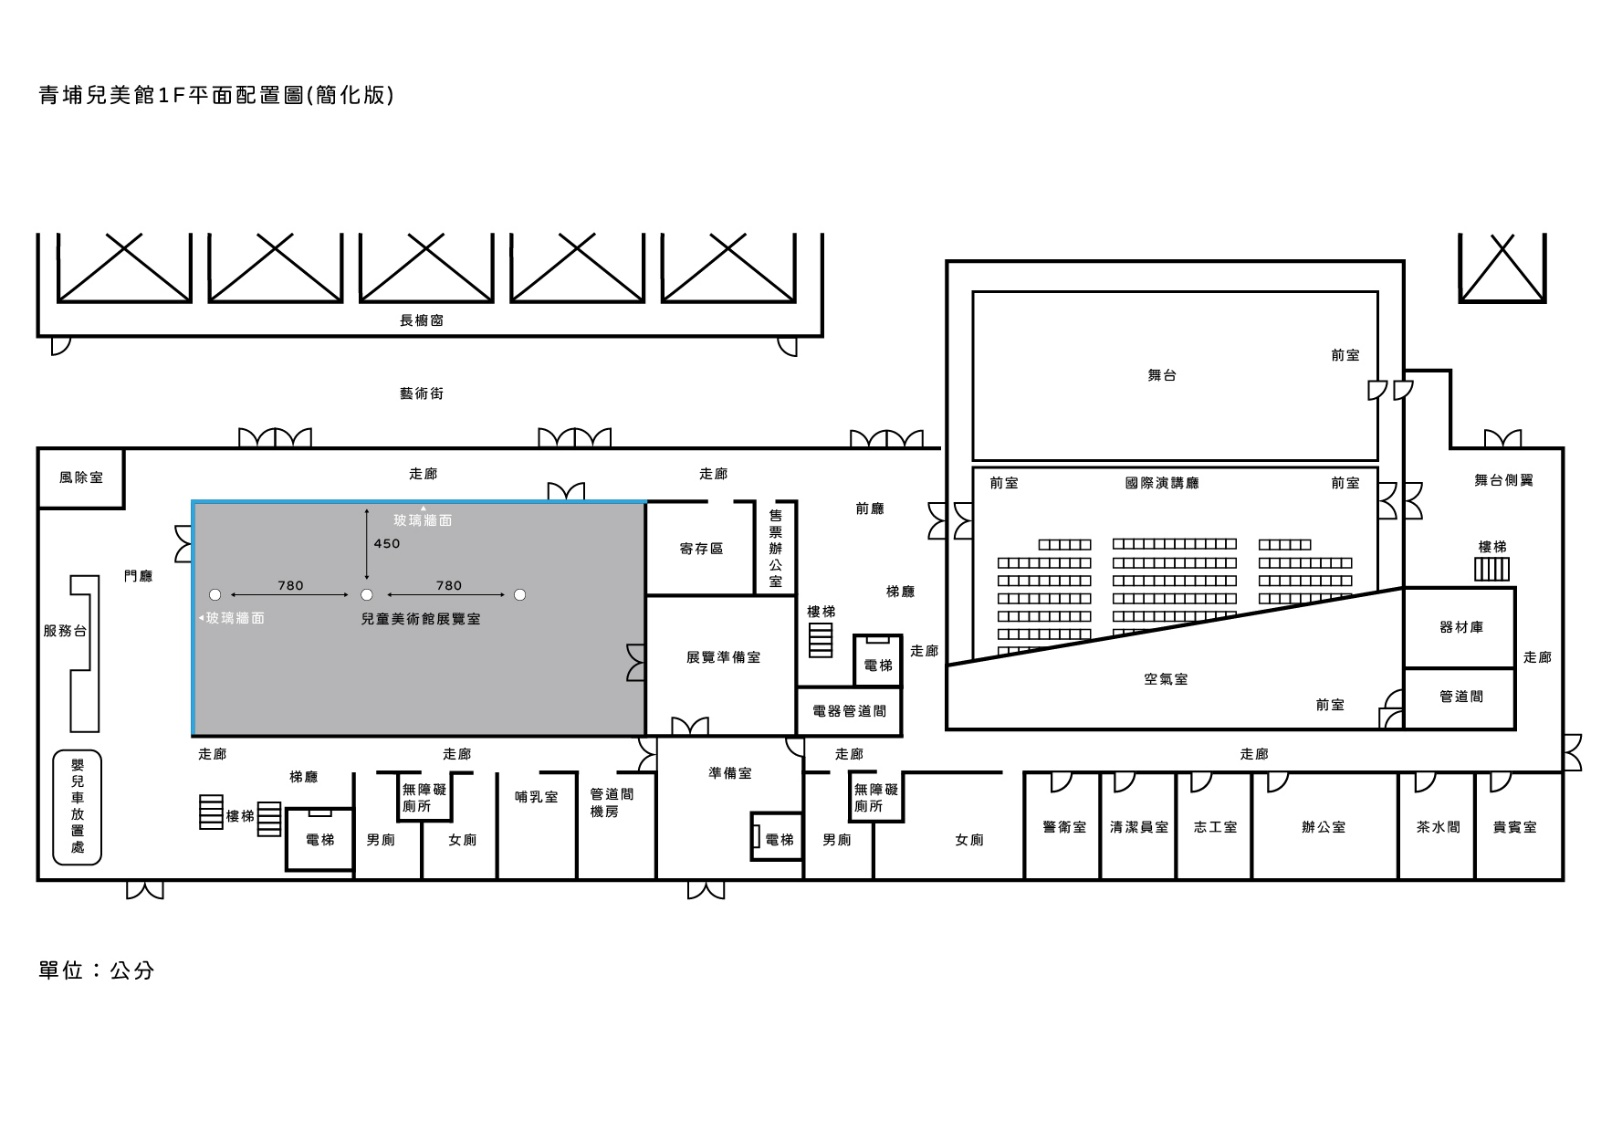 青埔兒美館1F平面配置圖(簡化版)
長櫥窗
藝術街
前室
舞台
風除室
走廊
走廊
前廳
前室
國際演講廳
前室
舞台側翼
玻璃牆面
售票辦公室
450
寄存區
樓梯
門廳
780
780
梯廳
玻璃牆面
兒童美術館展覽室
樓梯
服務台
器材庫
展覽準備室
電梯
走廊
走廊
空氣室
管道間
電器管道間
前室
走廊
走廊
走廊
走廊
嬰兒車放置處
梯廳
準備室
無障礙
廁所
哺乳室
管道間
機房
無障礙
廁所
樓梯
電梯
男廁
女廁
電梯
男廁
女廁
警衛室
清潔員室
志工室
辦公室
茶水間
貴賓室
單位：公分